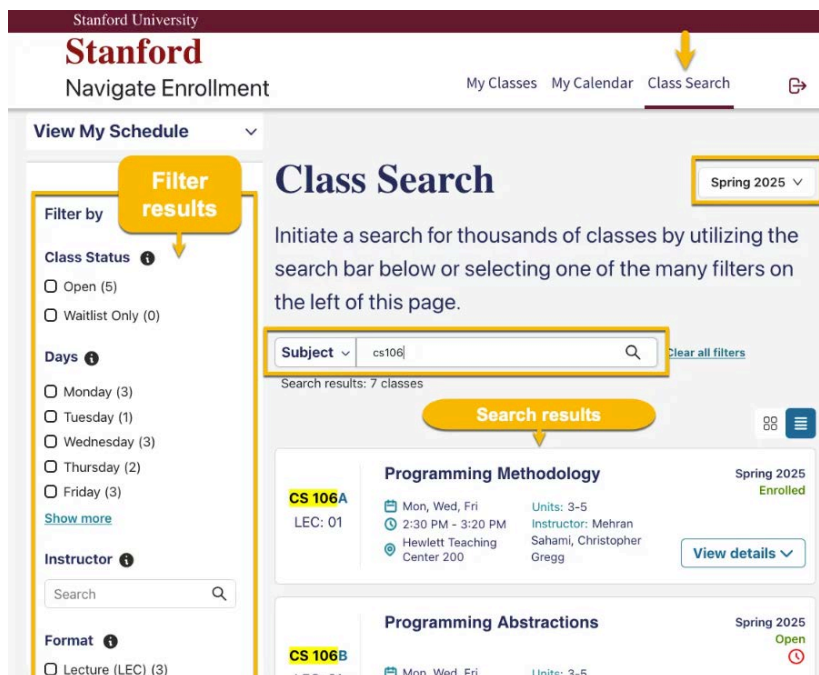 Stanford University
Stanford
Navigate Enrollment
My Classes My Calendar Class Search
View My Schedule
Filter results
Filter by
Class Status
Open (5)
Waitlist Only (0)
Days
Monday (3)
Tuesday (1)
Wednesday (3)
Thursday (2)
Friday (3)
Show more
Instructor
Search
Format
Lecture (LEC) (3)
Class Search
Spring 2025
Initiate a search for thousands of classes by utilizing the
search bar below or selecting one of the many filters on
the left of this page.
Subject cs106
Clear all filters
Search results: 7 classes
Search results
CS 106A
LEC: 01
Programming Methodology
Mon, Wed, Fri
2:30 PM - 3:20 PM
Hewlett Teaching
Center 200
Units: 3-5
Instructor: Mehran
Sahami, Christopher
Gregg
Spring 2025
Enrolled
View details
CS 106B
Programming Abstractions
Mon, Wed, Fri
Units: 3-5
Spring 2025
Open